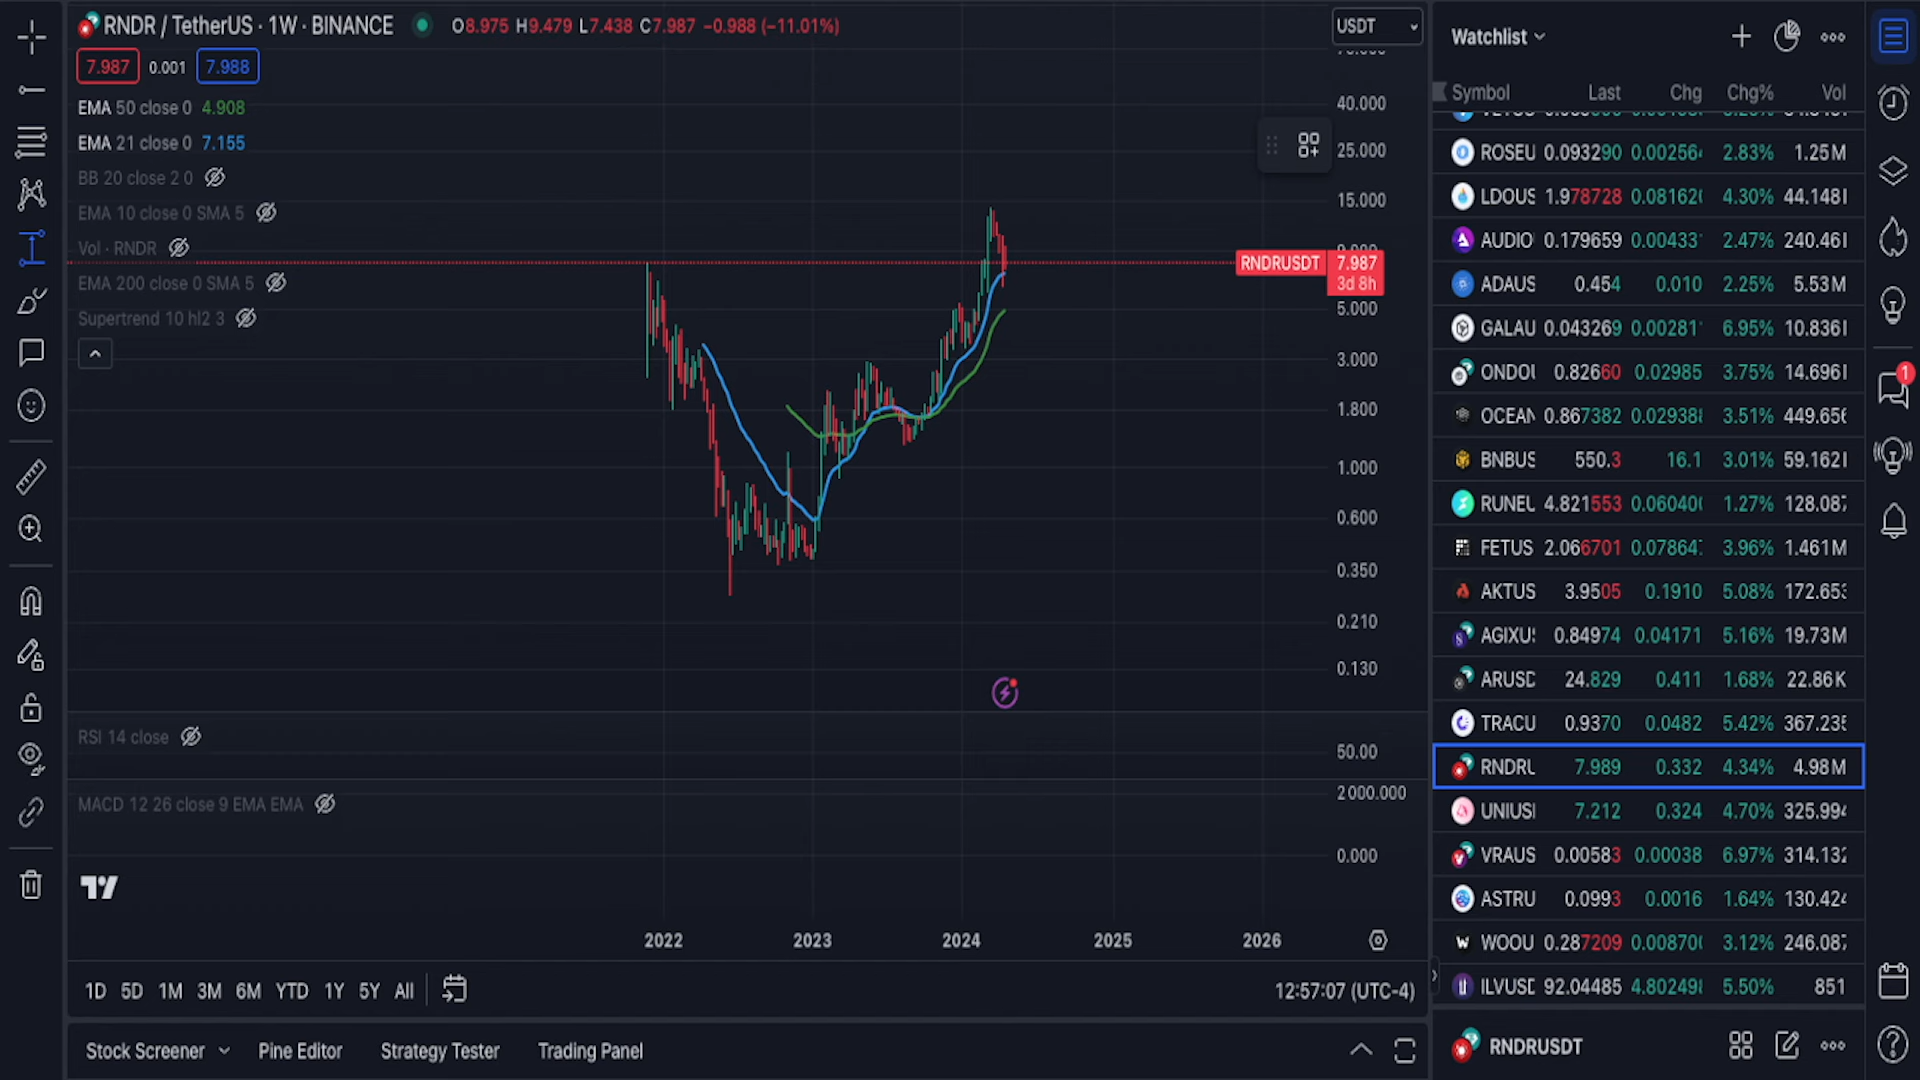 RNDR / TetherUS · 1W · BINANCE
O8.975 H9.479 L7.438 C7.987 −0.988 (−11.01%)
USDT
7.987 0.001 7.988
EMA 50 close 0 4.908
EMA 21 close 0 7.155
BB 20 close 2 0
EMA 10 close 0 SMA 5
Vol · RNDR
EMA 200 close 0 SMA 5
Supertrend 10 hl2 3
40.000
25.000
15.000
RNDRUSDT 7.987
3d 8h
5.000
3.000
1.800
1.000
0.600
0.350
0.210
0.130
RSI 14 close
50.00
MACD 12 26 close 9 EMA EMA
2 000.000
0.000
2022 2023 2024 2025 2026
1D 5D 1M 3M 6M YTD 1Y 5Y All
12:57:07 (UTC-4)
Stock Screener Pine Editor Strategy Tester Trading Panel
Watchlist
Symbol Last Chg Chg% Vol
ROSEU 0.093290 0.002564 2.83% 1.25M
LDOUS 1.978728 0.08162 4.30% 44.148
AUDIO 0.179659 0.00433 2.47% 240.46
ADAUS 0.454 0.010 2.25% 5.53M
GALAU 0.043269 0.00281 6.95% 10.836
ONDOU 0.82660 0.02985 3.75% 14.696
OCEAN 0.867382 0.029388 3.51% 449.656
BNBUS 550.3 16.1 3.01% 59.162
RUNEU 4.821553 0.06040 1.27% 128.087
FETUS 2.066701 0.07864 3.96% 1.461M
AKTUS 3.9505 0.1910 5.08% 172.653
AGIXU 0.84974 0.04171 5.16% 19.73M
ARUSD 24.829 0.411 1.68% 22.86K
TRACU 0.9370 0.0482 5.42% 367.235
RNDRU 7.989 0.332 4.34% 4.98M
UNIUS 7.212 0.324 4.70% 325.994
VRAUS 0.00583 0.00038 6.97% 314.132
ASTRU 0.0993 0.0016 1.64% 130.424
WOOU 0.287209 0.00870 3.12% 246.087
ILVUSD 92.04485 4.802498 5.50% 851
RNDRUSDT
1